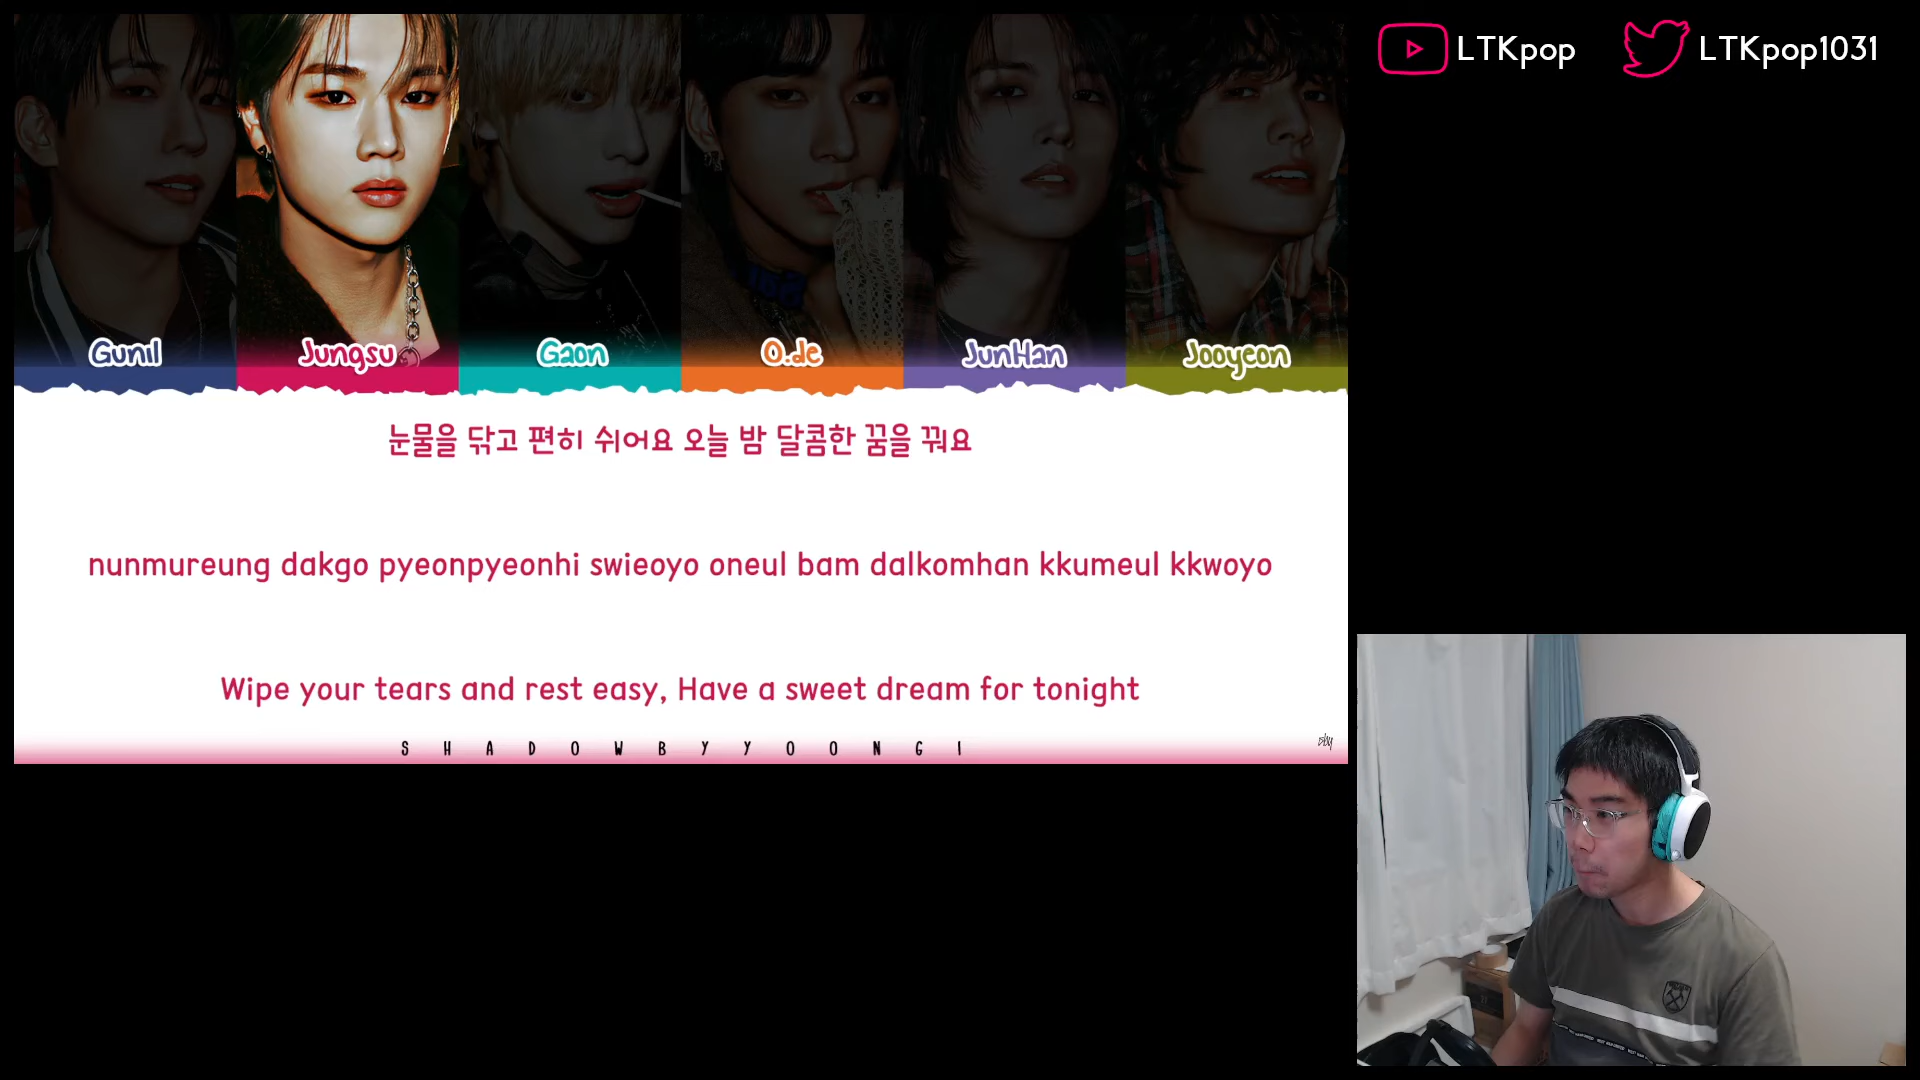 LTKpop
LTKpop1031
Gunil
Jungsu
Gaon
O.de
JunHan
Jooyeon
눈물을 닦고 편히 쉬어요 오늘 밤 달콤한 꿈을 꿔요
nunmureung dakgo pyeonpyeonhi swieoyo oneul bam dalkomhan kkumeul kkwoyo
Wipe your tears and rest easy, Have a sweet dream for tonight
SHADOWBYYOONGI
sby